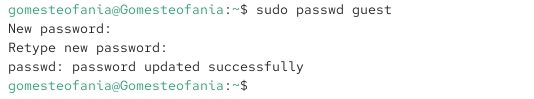 gomesteofania@Gomesteofania:~$ sudo passwd guest
New password:
Retype new password:
passwd: password updated successfully
gomesteofania@Gomesteofania:~$